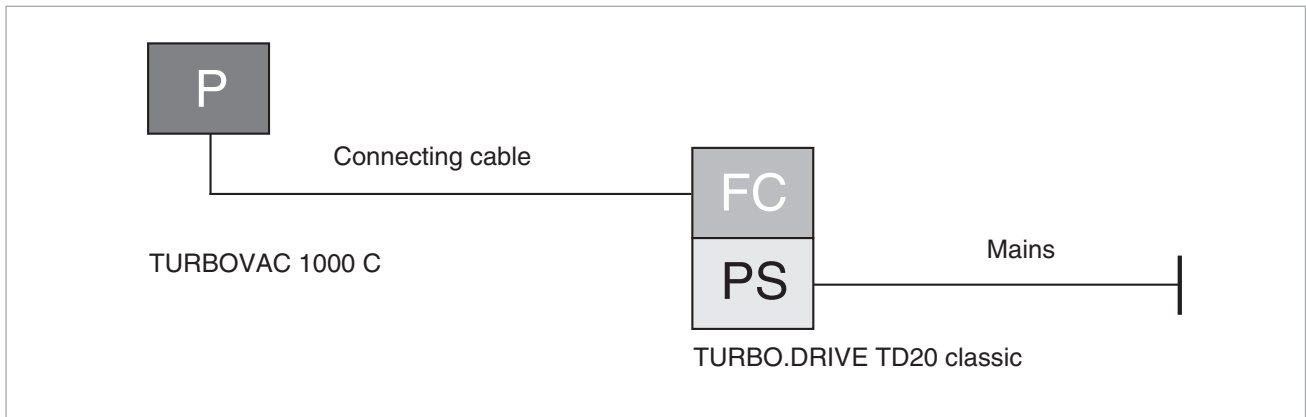 P
Connecting cable
FC
TURBOVAC 1000 C
Mains
PS
TURBO.DRIVE TD20 classic